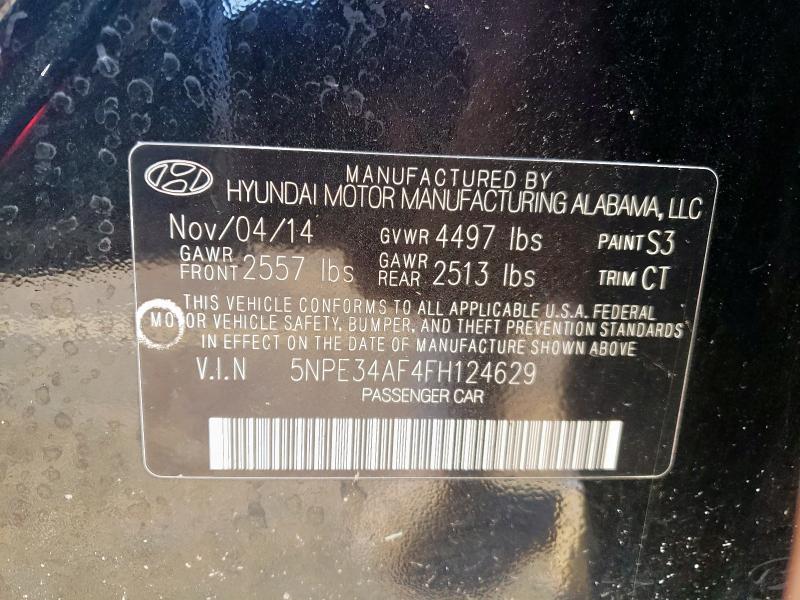 MANUFACTURED BY
HYUNDAI MOTOR MANUFACTURING ALABAMA, LLC
Nov/04/14 GVWR 4497 lbs PAINT S3
GAWR FRONT 2557 lbs GAWR REAR 2513 lbs TRIM CT
THIS VEHICLE CONFORMS TO ALL APPLICABLE U.S.A. FEDERAL
MOTOR VEHICLE SAFETY, BUMPER, AND THEFT PREVENTION STANDARDS
IN EFFECT ON THE DATE OF MANUFACTURE SHOWN ABOVE
V.I.N 5NPE34AF4FH124629
PASSENGER CAR